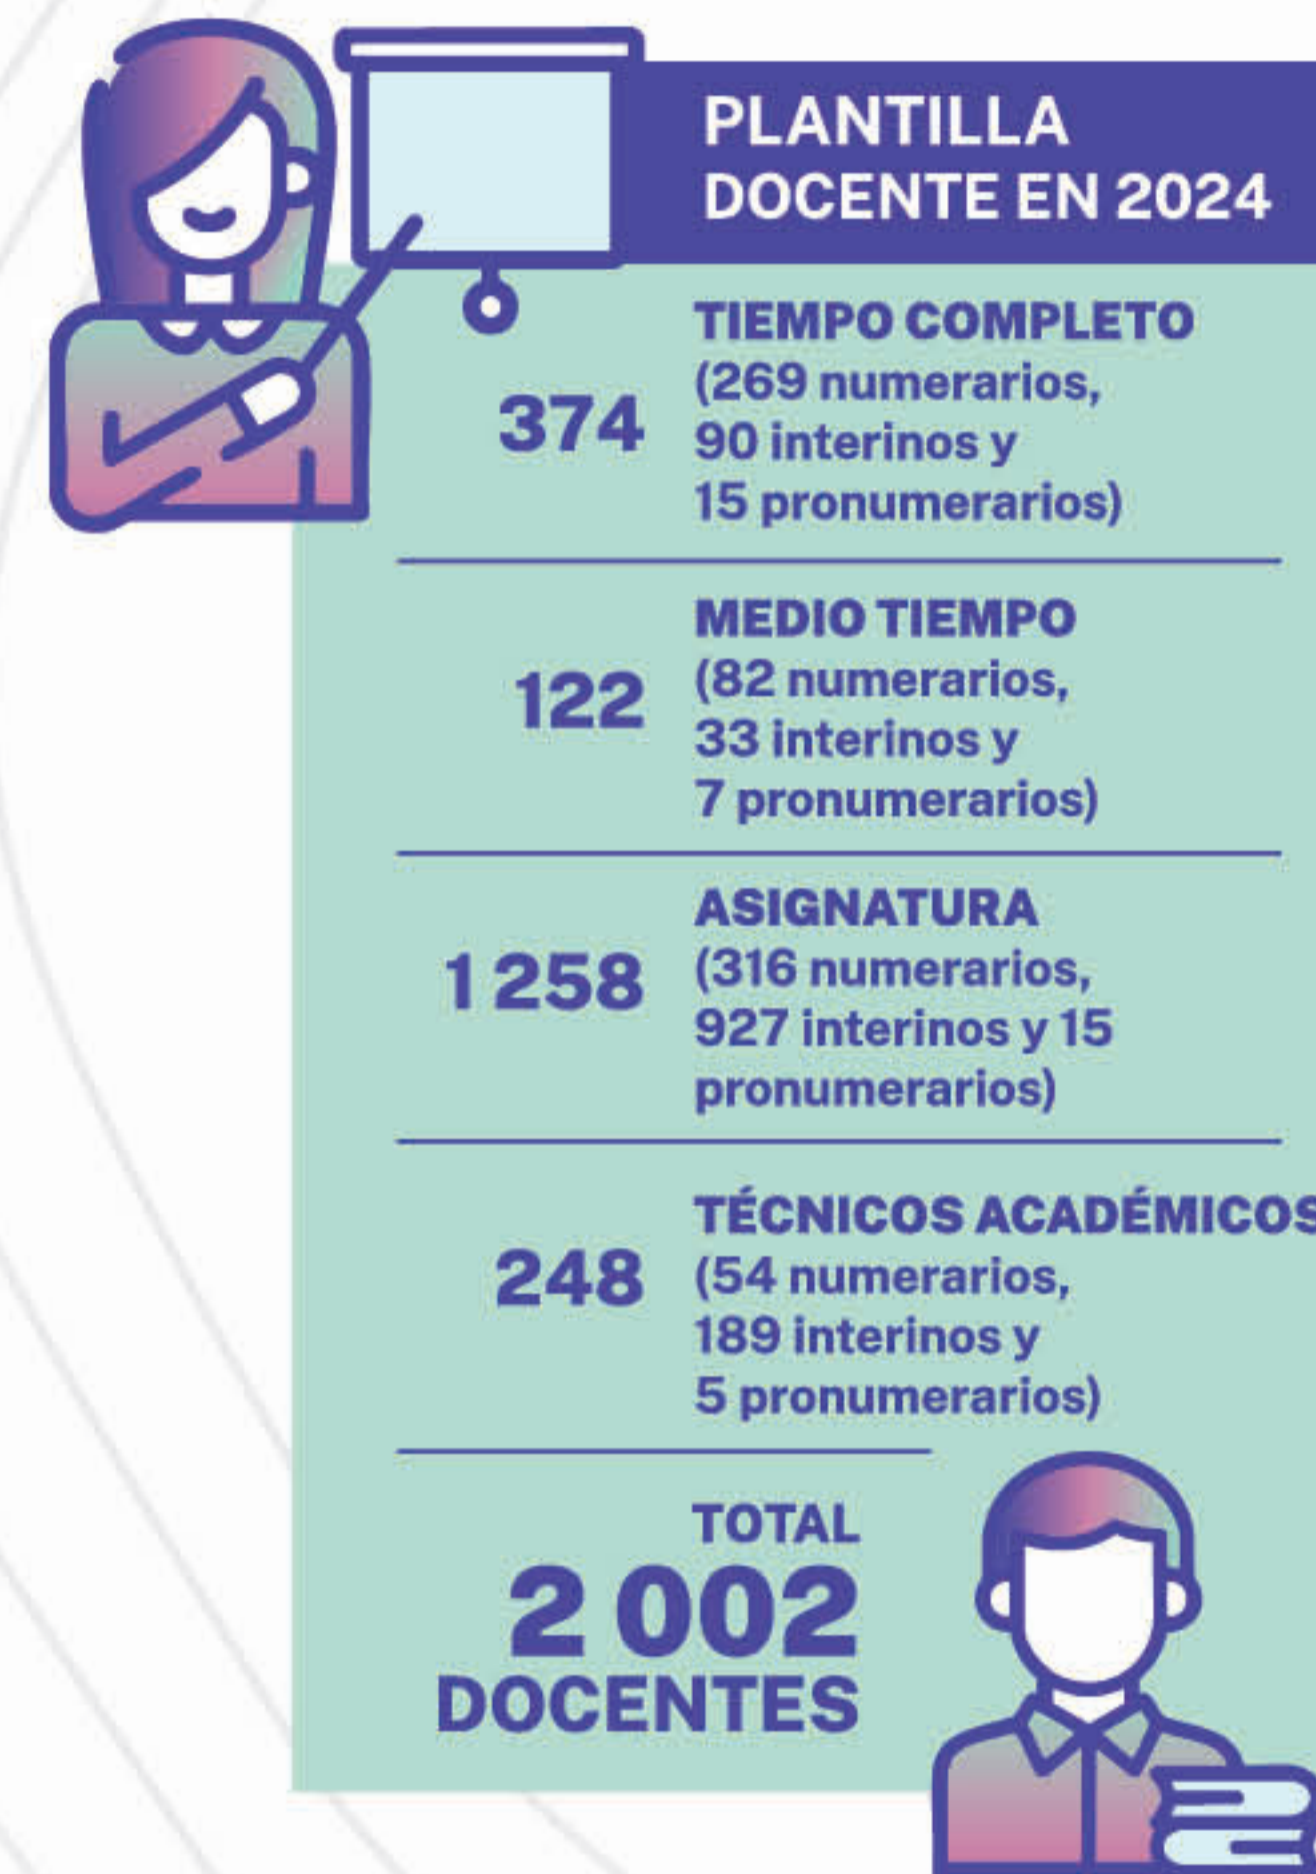 PLANTILLA
DOCENTE EN 2024
374
TIEMPO COMPLETO
(269 numerarios,
90 interinos y
15 pronumerarios)
122
MEDIO TIEMPO
(82 numerarios,
33 interinos y
7 pronumerarios)
1 258
ASIGNATURA
(316 numerarios,
927 interinos y 15
pronumerarios)
248
TÉCNICOS ACADÉMICOS
(54 numerarios,
189 interinos y
5 pronumerarios)
TOTAL
2 002
DOCENTES